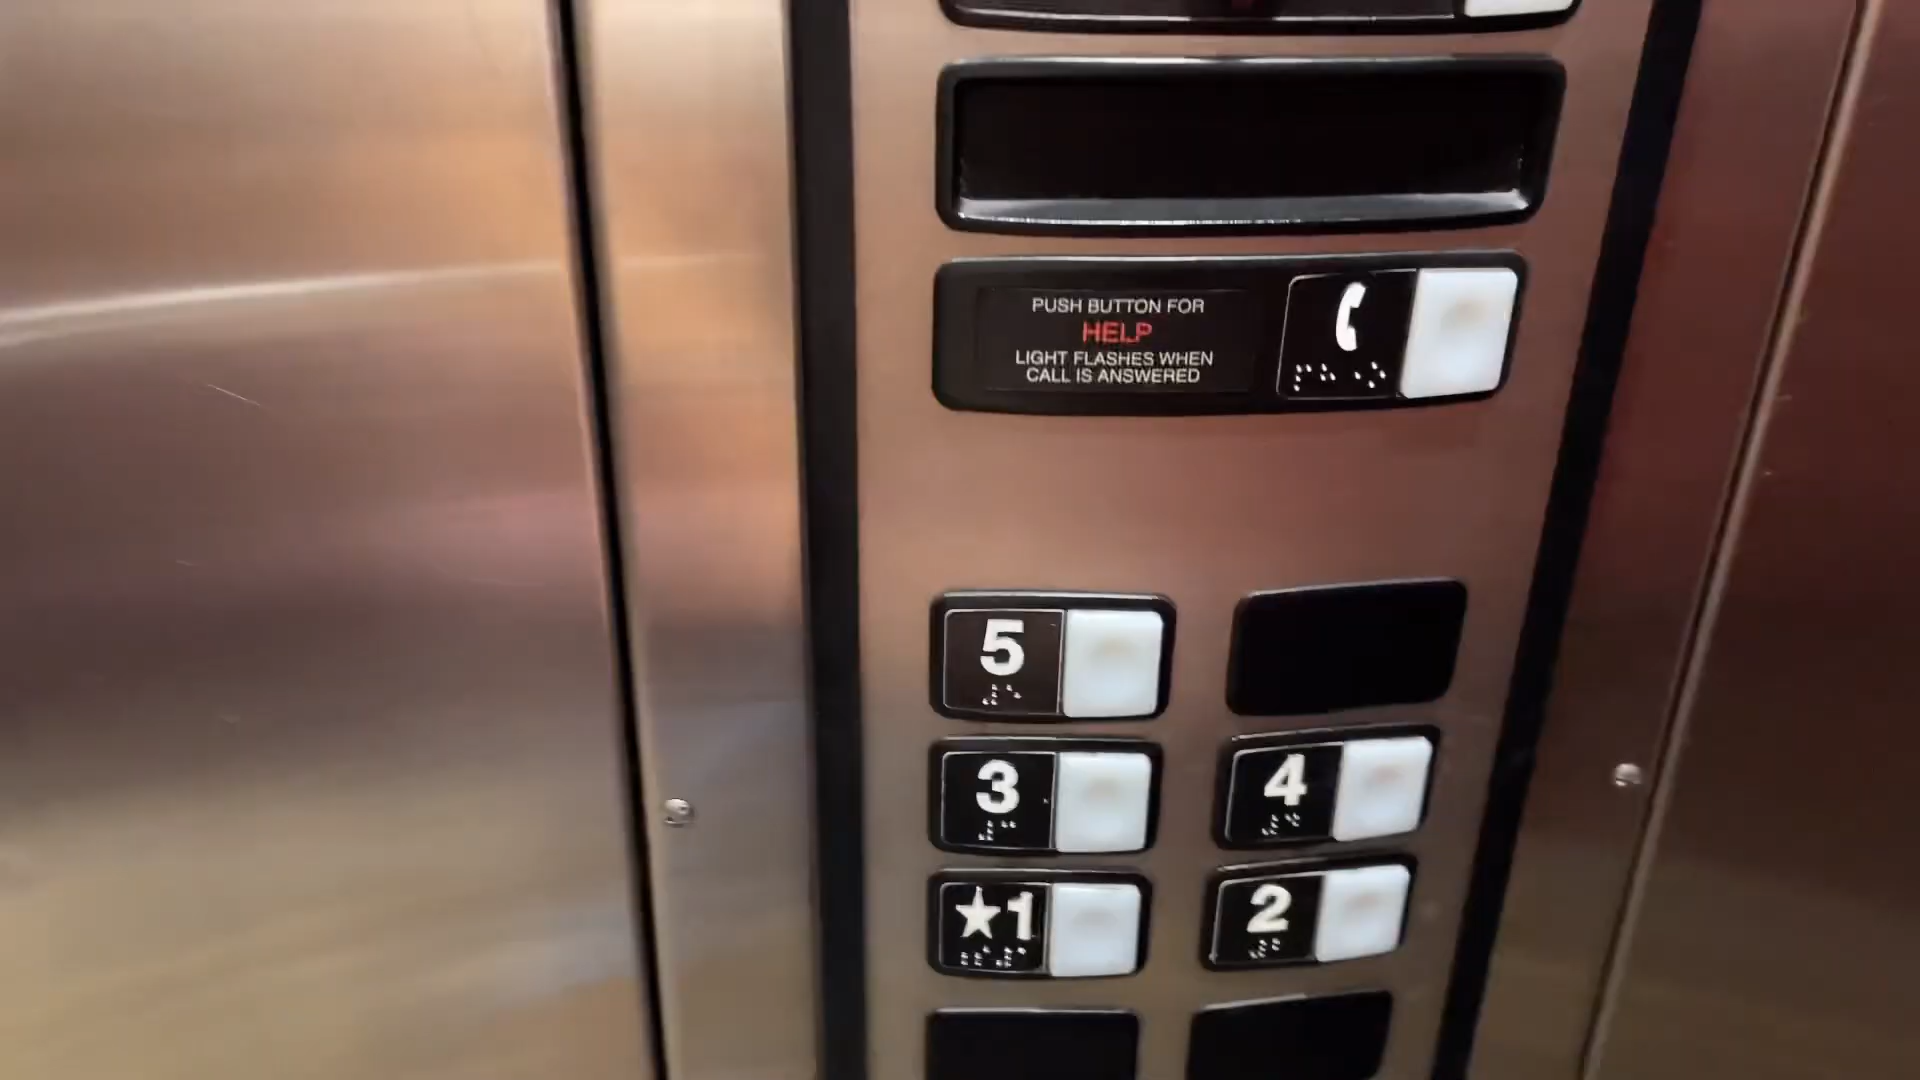 PUSH BUTTON FOR
HELP
LIGHT FLASHES WHEN
CALL IS ANSWERED
5
3 4
★1 2